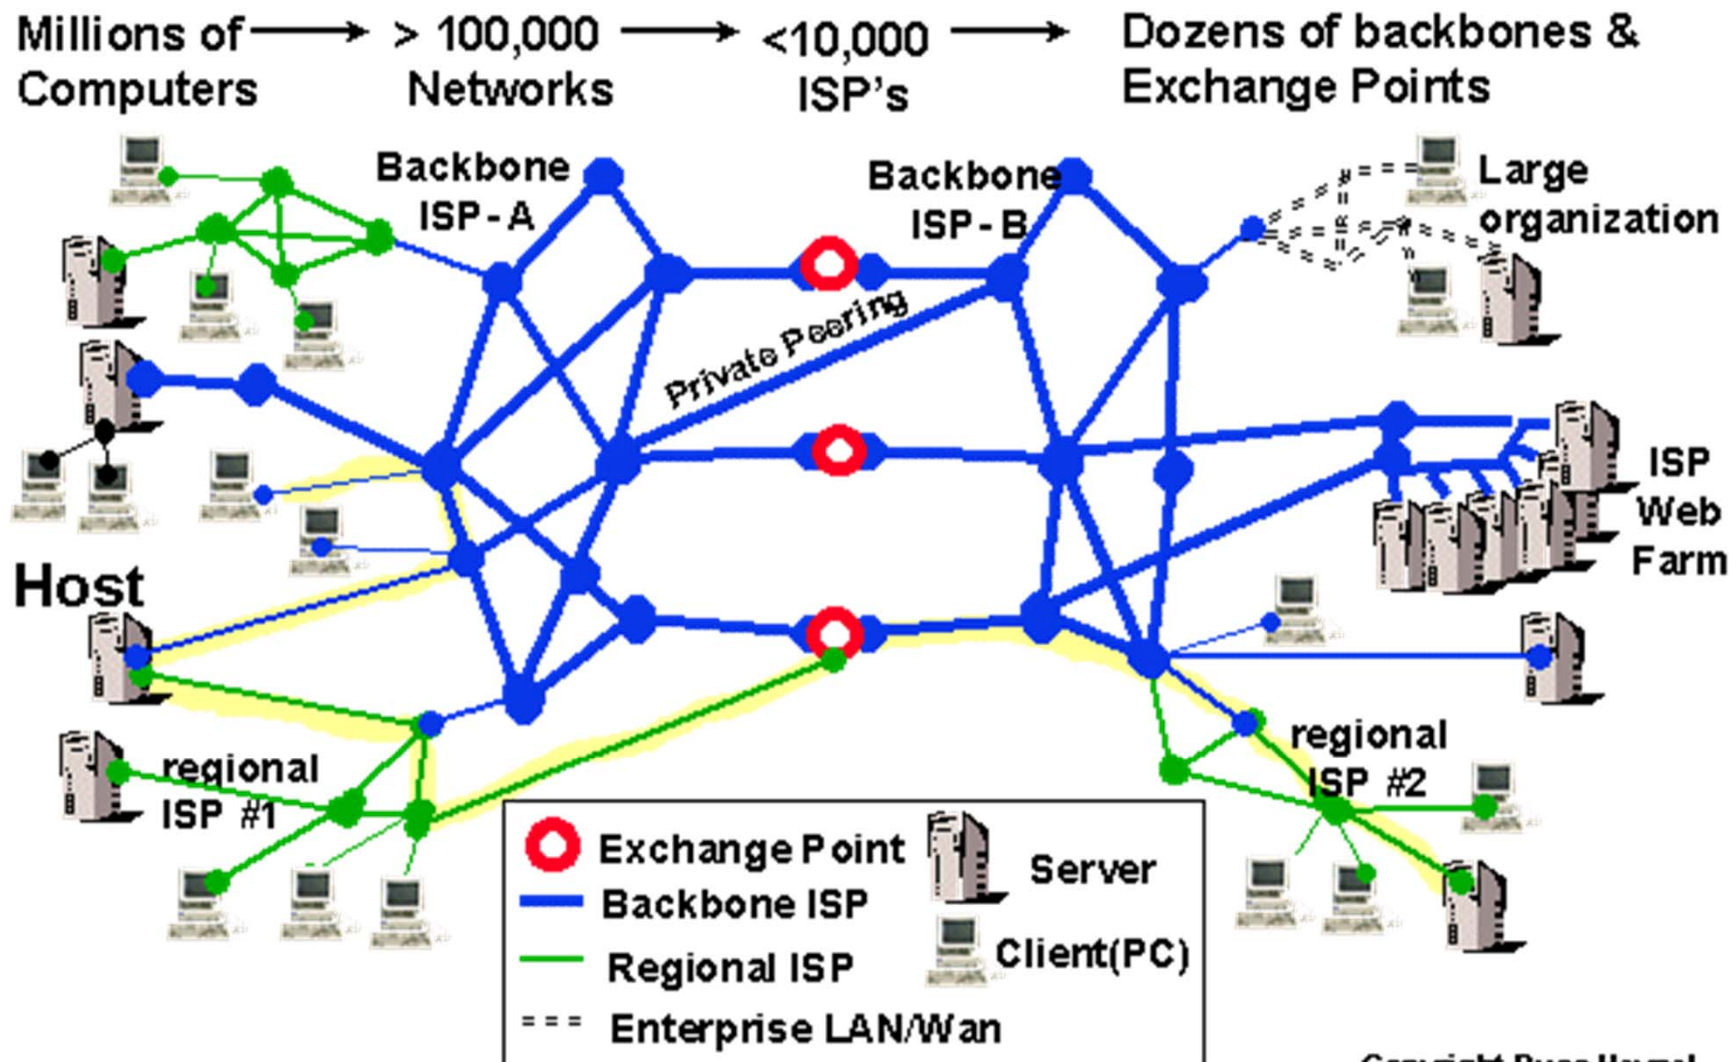 Millions of
Computers
> 100,000
Networks
<10,000
ISP's
Dozens of backbones &
Exchange Points
Backbone
ISP - A
Backbone
ISP - B
Large
organization
Private Peering
ISP
Web
Farm
Host
regional
ISP #1
regional
ISP #2
Exchange Point
Backbone ISP
Regional ISP
=== Enterprise LAN/Wan
Server
Client(PC)